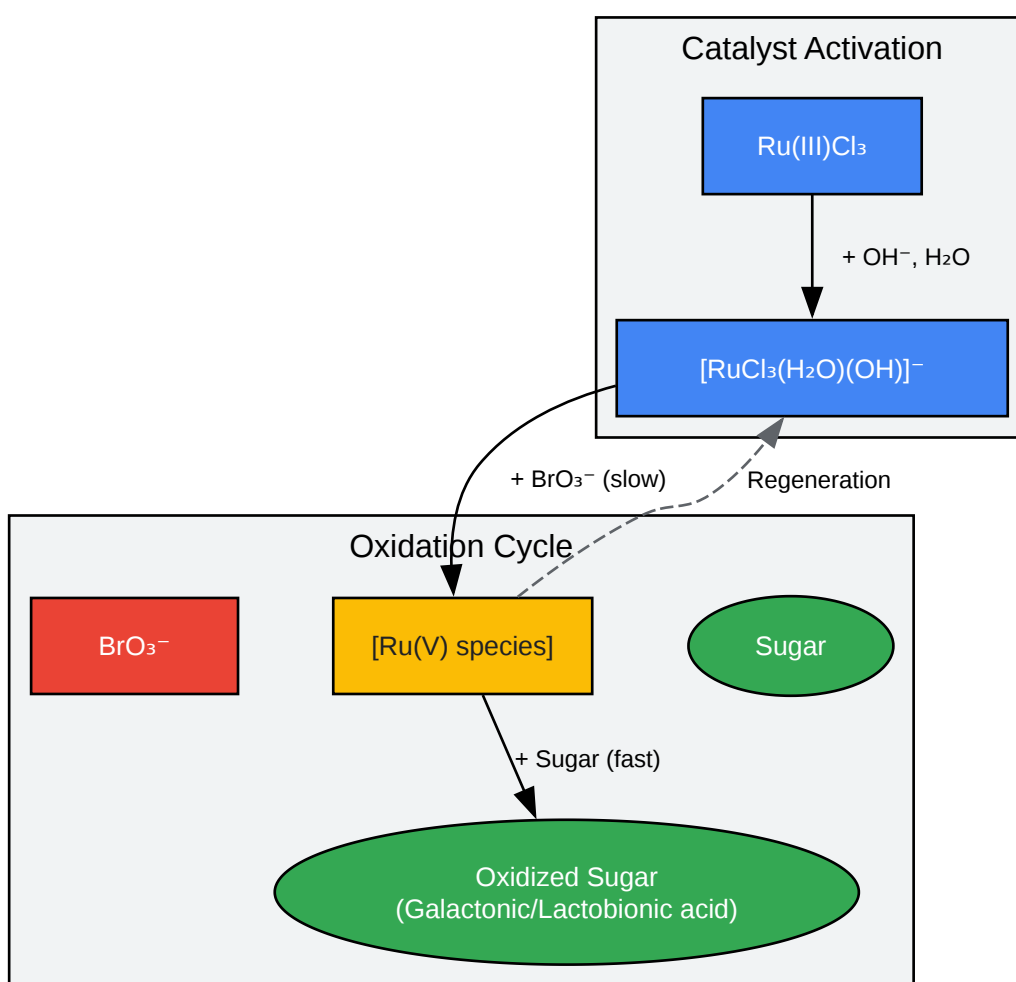 Catalyst Activation
Ru(III)Cl₃
+ OH⁻, H₂O
[RuCl₃(H₂O)(OH)]⁻
+ BrO₃⁻ (slow)
Regeneration
Oxidation Cycle
BrO₃⁻
[Ru(V) species]
Sugar
+ Sugar (fast)
Oxidized Sugar
(Galactonic/Lactobionic acid)